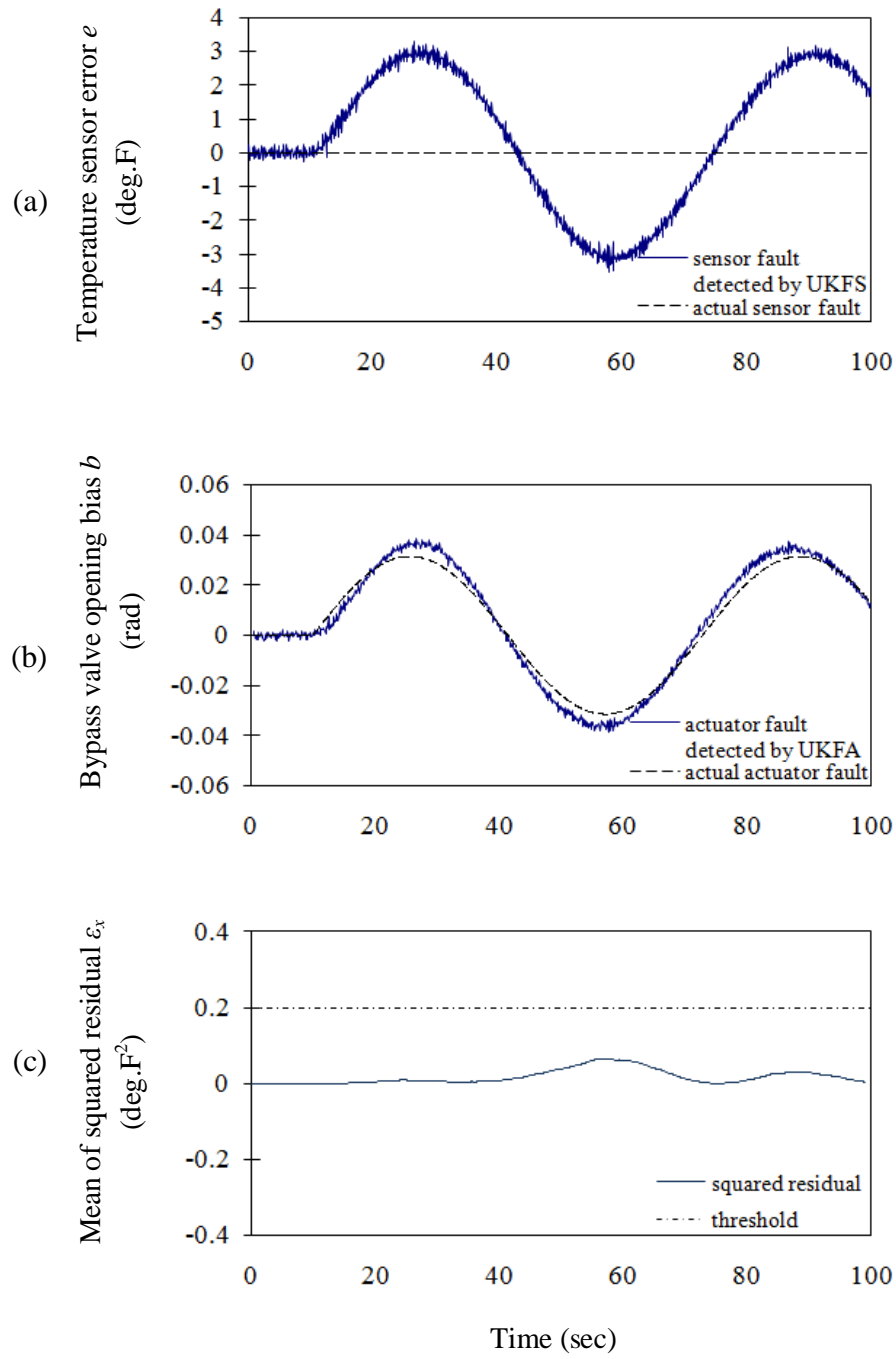 (a)
Temperature sensor error e
(deg.F)
4
3
2
1
0
-1
-2
-3
-4
-5
sensor fault
detected by UKFS
actual sensor fault
0 20 40 60 80 100
(b)
Bypass valve opening bias b
(rad)
0.06
0.04
0.02
0
-0.02
-0.04
-0.06
actuator fault
detected by UKFA
actual actuator fault
0 20 40 60 80 100
(c)
Mean of squared residual εx
(deg.F²)
0.4
0.2
0
-0.2
-0.4
squared residual
threshold
0 20 40 60 80 100
Time (sec)